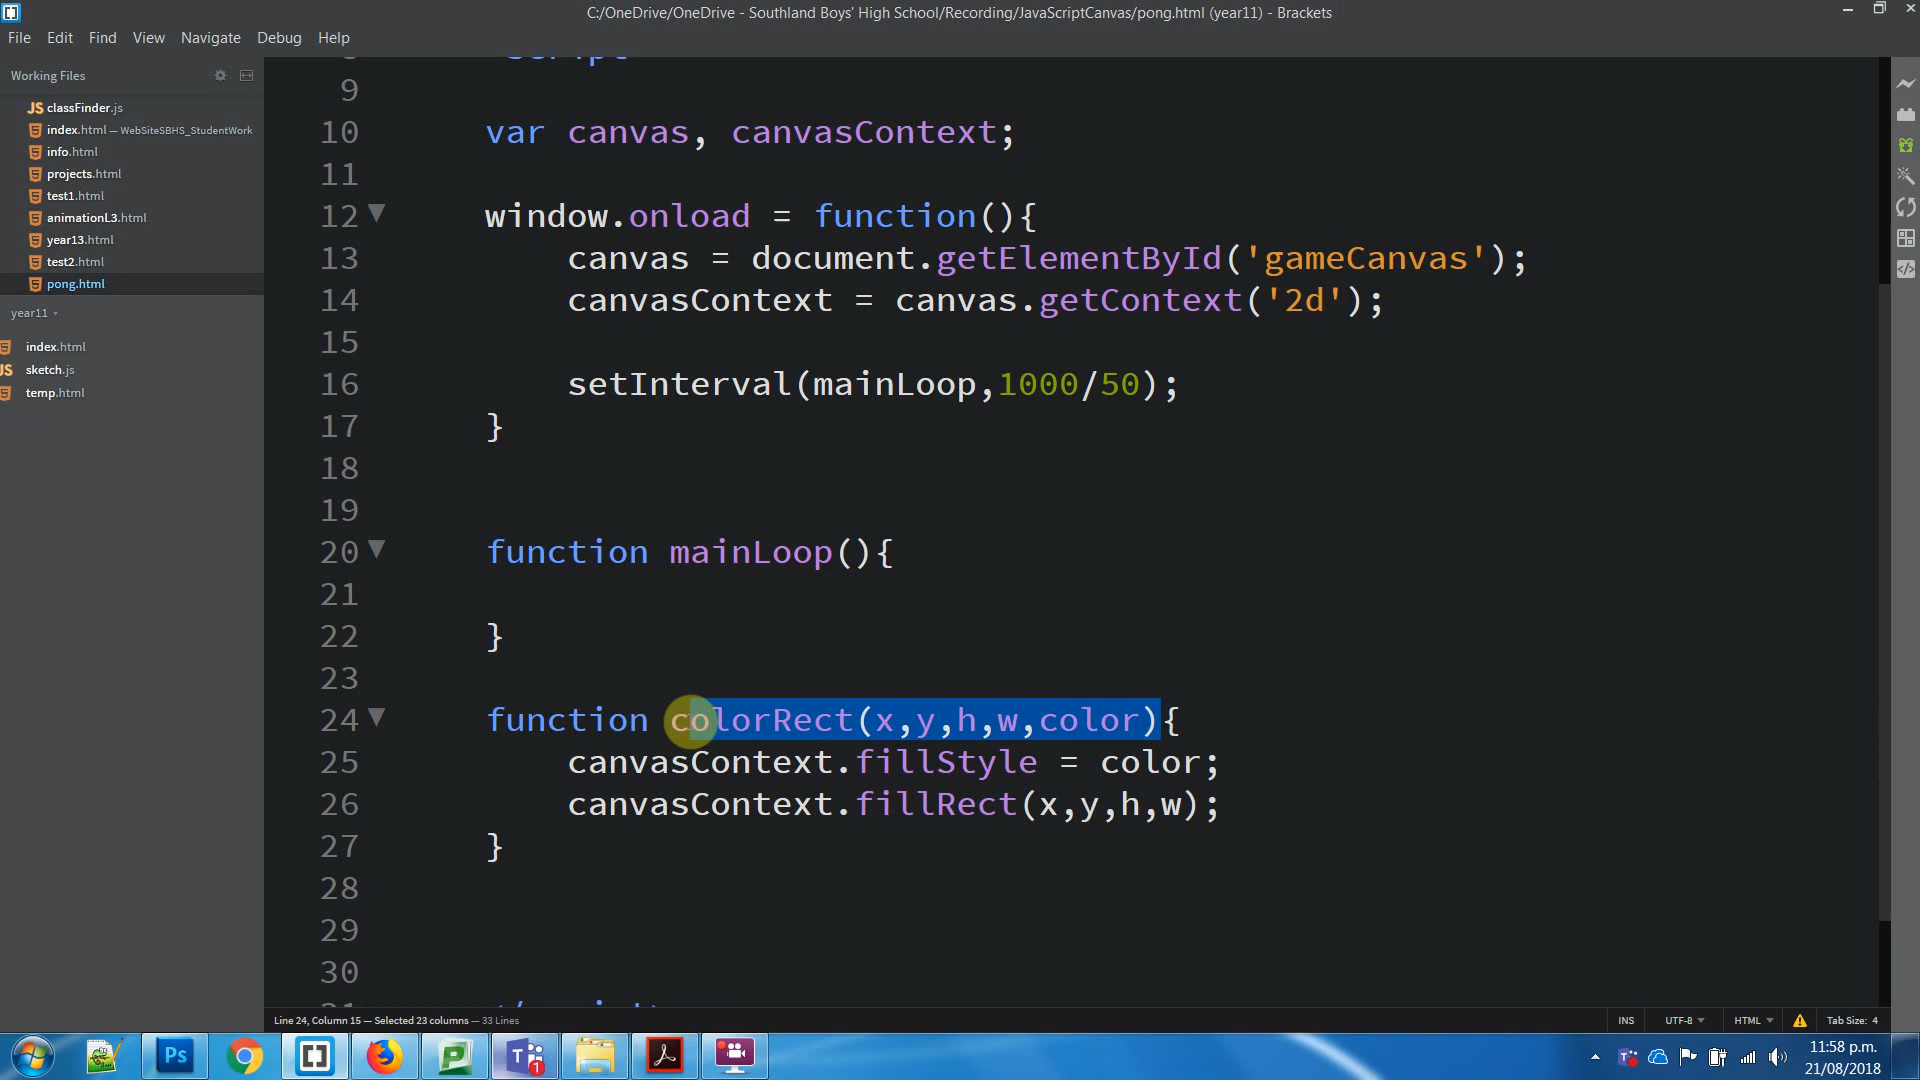 C:/OneDrive/OneDrive - Southland Boys' High School/Recording/JavaScriptCanvas/pong.html (year11) - Brackets
File Edit Find View Navigate Debug Help
Working Files
JS classFinder.js
index.html — WebSiteSBHS_StudentWork
info.html
projects.html
test1.html
animationL3.html
year13.html
test2.html
pong.html
year11
index.html
JS sketch.js
temp.html
9
10 var canvas, canvasContext;
11
12 window.onload = function(){
13 canvas = document.getElementById('gameCanvas');
14 canvasContext = canvas.getContext('2d');
15
16 setInterval(mainLoop,1000/50);
17 }
18
19
20 function mainLoop(){
21
22 }
23
24 function colorRect(x,y,h,w,color){
25 canvasContext.fillStyle = color;
26 canvasContext.fillRect(x,y,h,w);
27 }
28
29
30
Line 24, Column 15 — Selected 23 columns — 33 Lines
INS UTF-8 HTML Tab Size: 4
Ps
11:58 p.m.
21/08/2018